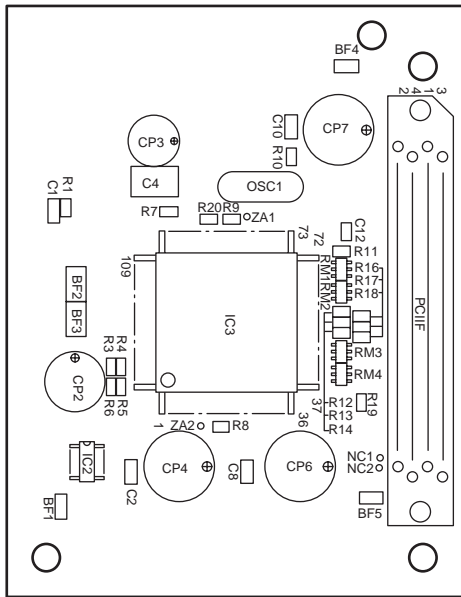 BF4
3
1
4
2
C10
CP7
CP3
R10
C4
OSC1
R1
C1
R7
R20
R9
ZA1
C12
73
72
R11
109
RM1
RM2
R16
R17
R18
PCIIF
BF2
BF3
IC3
R3
R4
RM3
CP2
RM4
R6
R5
R19
R12
37
R13
1
ZA2
R8
36
R14
IC2
CP4
C8
CP6
NC1
NC2
C2
BF1
BF5